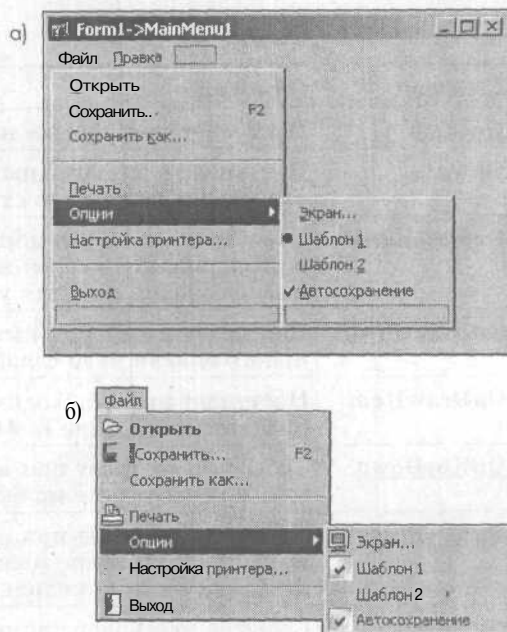 а)
Form1->MainMenu1
Файл Правка
Открыть
Сохранить.. F2
Сохранить как...
Печать
Опции
Экран...
Настройка принтера...
Шаблон 1
Шаблон 2
Выход
Автосохранение
б)
Файл
Открыть
Сохранить... F2
Сохранить как...
Печать
Опции
Экран...
. Настройка принтера...
Шаблон 1
Шаблон 2
Выход
Автосохранение